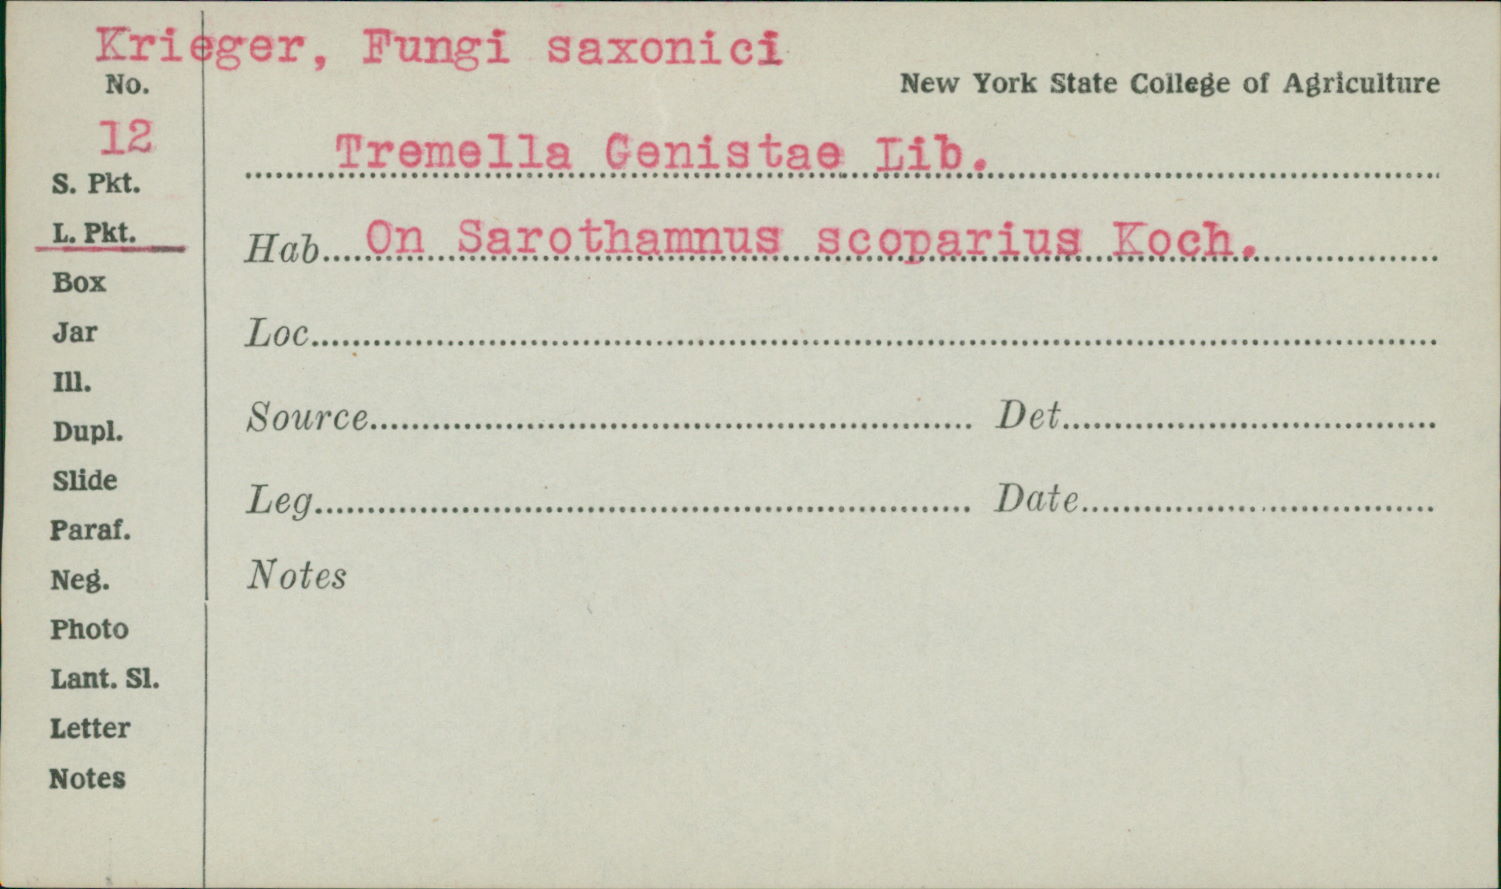 Krieger, Fungi saxonici
No.
New York State College of Agriculture
12
Tremella Genistae Lib.
S. Pkt.
L. Pkt.
Hab. On Sarothamnus scoparius Koch.
Box
Jar
Loc.
Ill.
Dupl.
Source Det.
Slide
Leg. Date
Paraf.
Neg.
Notes
Photo
Lant. Sl.
Letter
Notes